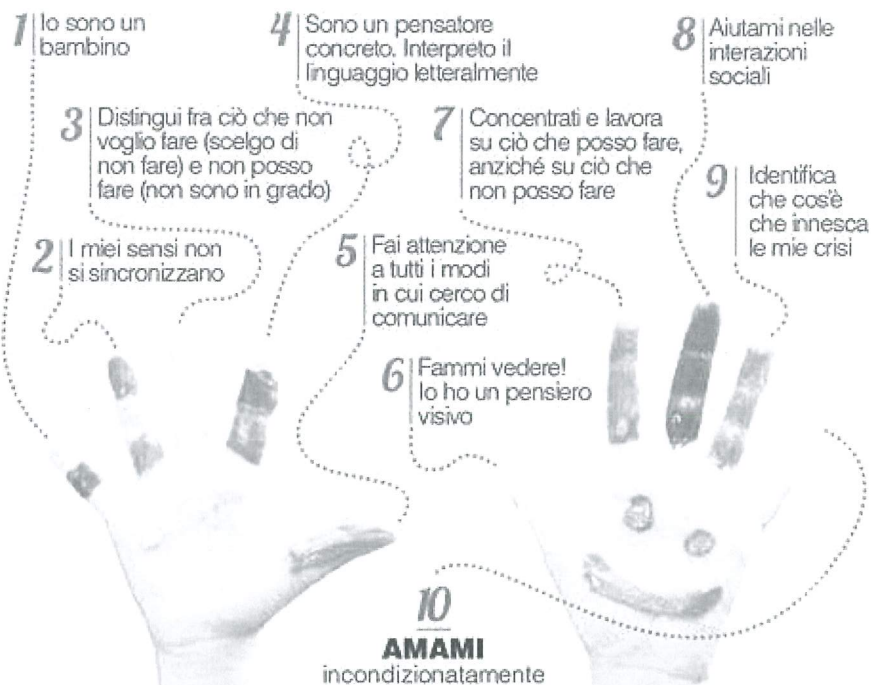 1 Io sono un
bambino
2 I miei sensi non
si sincronizzano
3 Distingui fra ciò che non
voglio fare (scelgo di
non fare) e non posso
fare (non sono in grado)
4 Sono un pensatore
concreto. Interpreto il
linguaggio letteralmente
5 Fai attenzione
a tutti i modi
in cui cerco di
comunicare
6 Fammi vedere!
Io ho un pensiero
visivo
7 Concentrati e lavora
su ciò che posso fare,
anziché su ciò che
non posso fare
8 Aiutami nelle
interazioni
sociali
9 Identifica
che cos'è
che innesca
le mie crisi
10
AMAMI
incondizionatamente